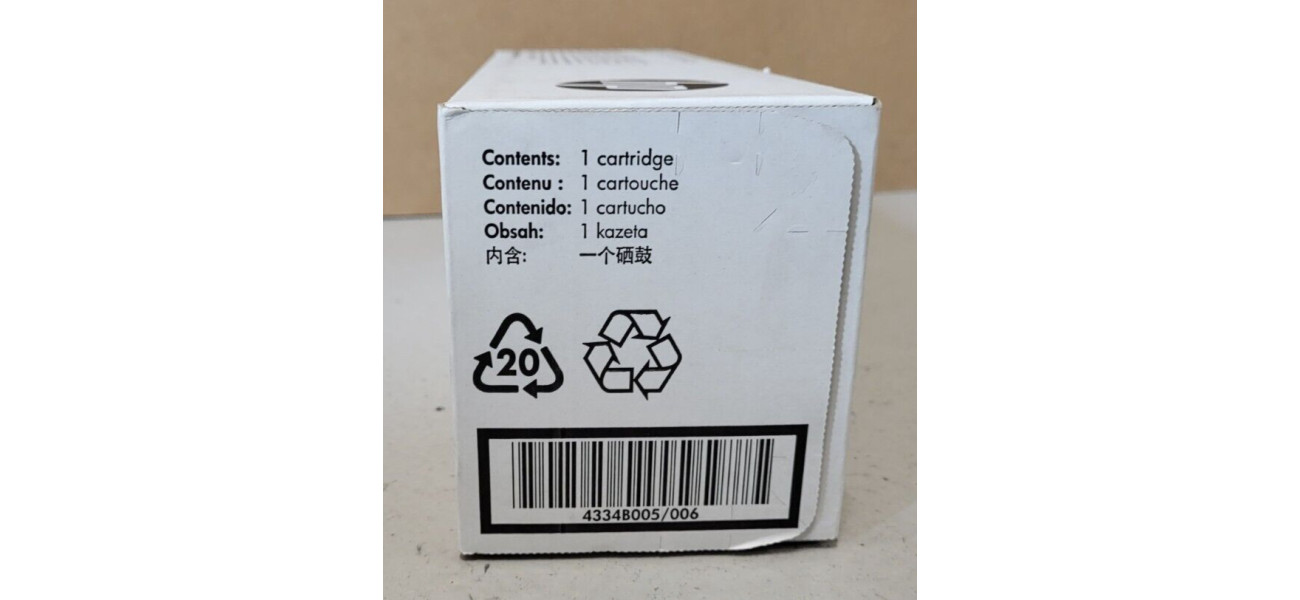 Contents: 1 cartridge
Contenu : 1 cartouche
Contenido: 1 cartucho
Obsah: 1 kazeta
内含: 一个硒鼓
20
4334B005/006